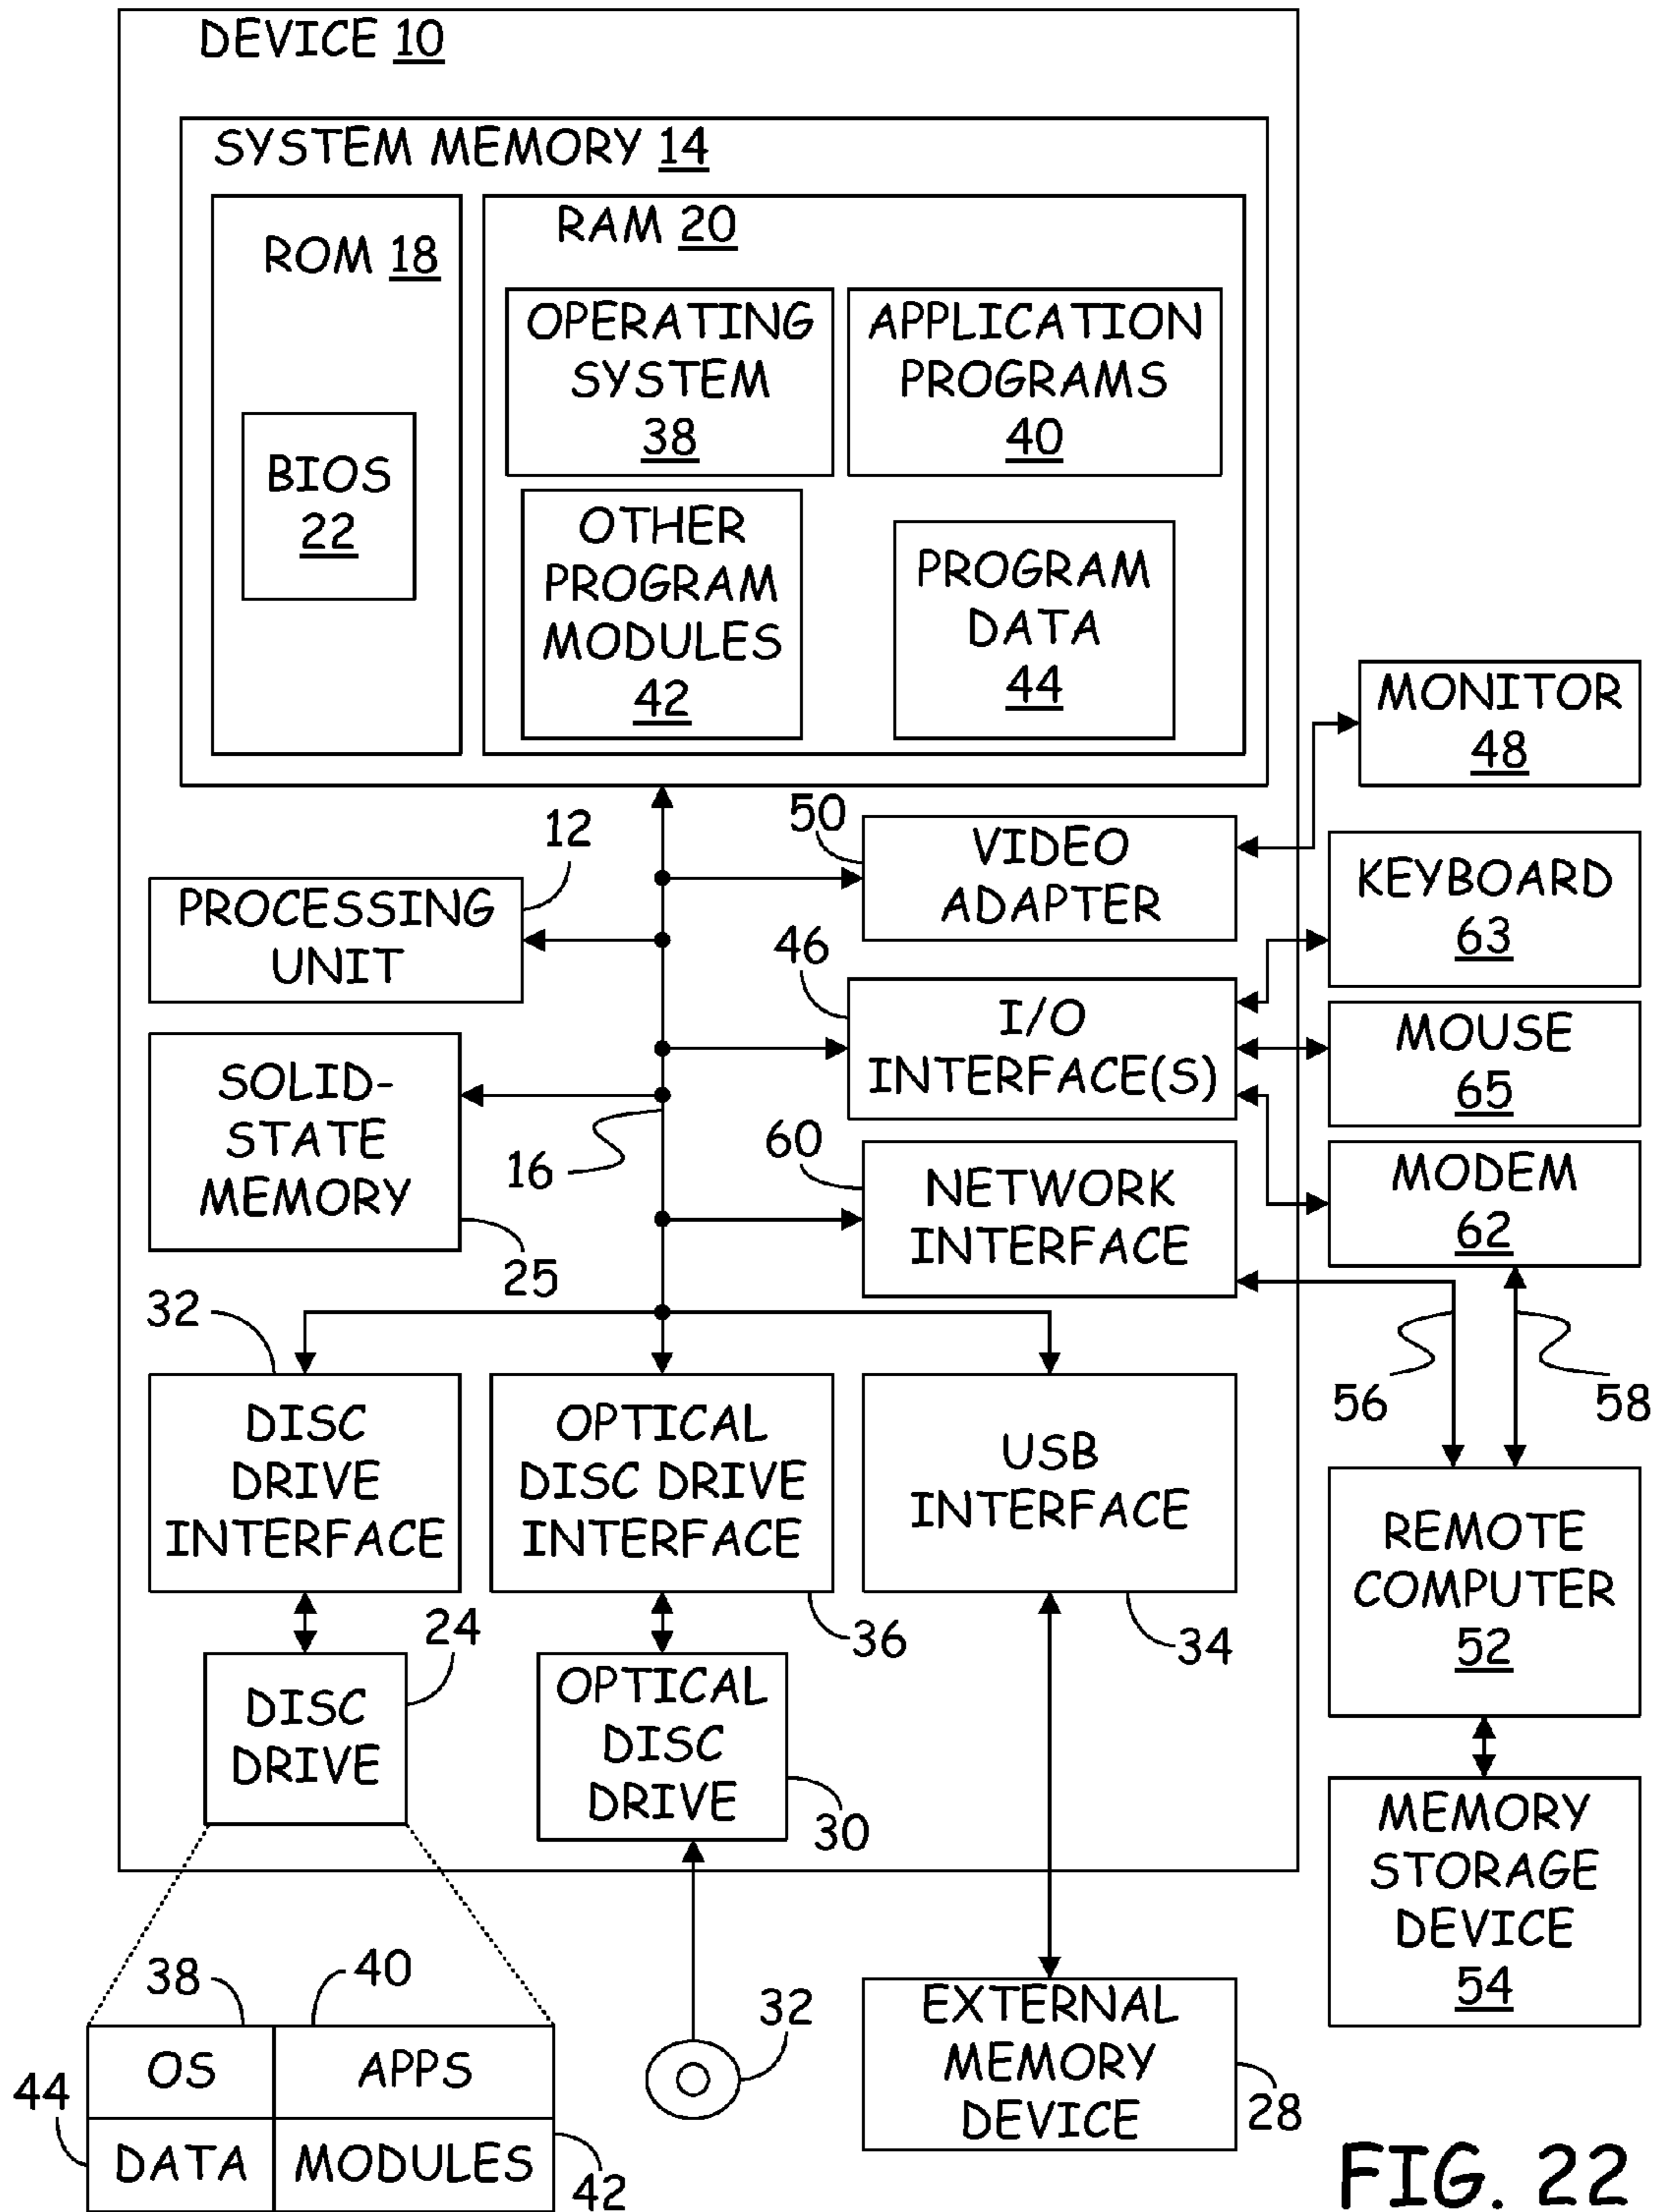 DEVICE 10
SYSTEM MEMORY 14
ROM 18
BIOS
22
RAM 20
OPERATING
SYSTEM
38
APPLICATION
PROGRAMS
40
OTHER
PROGRAM
MODULES
42
PROGRAM
DATA
44
MONITOR
48
12
PROCESSING
UNIT
50
VIDEO
ADAPTER
KEYBOARD
63
46
I/O
INTERFACE(S)
MOUSE
65
SOLID-
STATE
MEMORY
25
16
60
NETWORK
INTERFACE
MODEM
62
56
58
32
DISC
DRIVE
INTERFACE
OPTICAL
DISC DRIVE
INTERFACE
36
USB
INTERFACE
34
REMOTE
COMPUTER
52
24
DISC
DRIVE
OPTICAL
DISC
DRIVE
30
MEMORY
STORAGE
DEVICE
54
38
40
OS
APPS
44
DATA
MODULES
42
32
EXTERNAL
MEMORY
DEVICE
28
FIG. 22